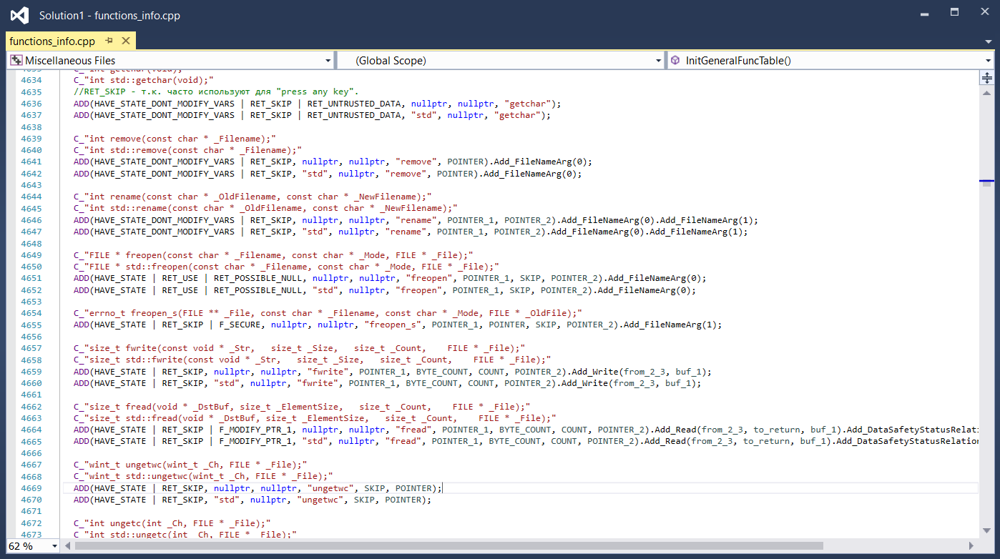 Solution1 - functions_info.cpp
functions_info.cpp
Miscellaneous Files (Global Scope) InitGeneralFuncTable()
4634 C_"int std::getchar(void);"
4635 //RET_SKIP - т.к. часто используют для "press any key".
4636 ADD(HAVE_STATE_DONT_MODIFY_VARS | RET_SKIP | RET_UNTRUSTED_DATA, nullptr, nullptr, "getchar");
4637 ADD(HAVE_STATE_DONT_MODIFY_VARS | RET_SKIP | RET_UNTRUSTED_DATA, "std", nullptr, "getchar");
4638
4639 C_"int remove(const char * _Filename);"
4640 C_"int std::remove(const char * _Filename);"
4641 ADD(HAVE_STATE_DONT_MODIFY_VARS | RET_SKIP, nullptr, nullptr, "remove", POINTER).Add_FileNameArg(0);
4642 ADD(HAVE_STATE_DONT_MODIFY_VARS | RET_SKIP, "std", nullptr, "remove", POINTER).Add_FileNameArg(0);
4643
4644 C_"int rename(const char * _OldFilename, const char * _NewFilename);"
4645 C_"int std::rename(const char * _OldFilename, const char * _NewFilename);"
4646 ADD(HAVE_STATE_DONT_MODIFY_VARS | RET_SKIP, nullptr, nullptr, "rename", POINTER_1, POINTER_2).Add_FileNameArg(0).Add_FileNameArg(1);
4647 ADD(HAVE_STATE_DONT_MODIFY_VARS | RET_SKIP, "std", nullptr, "rename", POINTER_1, POINTER_2).Add_FileNameArg(0).Add_FileNameArg(1);
4648
4649 C_"FILE * freopen(const char * _Filename, const char * _Mode, FILE * _File);"
4650 C_"FILE * std::freopen(const char * _Filename, const char * _Mode, FILE * _File);"
4651 ADD(HAVE_STATE | RET_USE | RET_POSSIBLE_NULL, nullptr, nullptr, "freopen", POINTER_1, SKIP, POINTER_2).Add_FileNameArg(0);
4652 ADD(HAVE_STATE | RET_USE | RET_POSSIBLE_NULL, "std", nullptr, "freopen", POINTER_1, SKIP, POINTER_2).Add_FileNameArg(0);
4653
4654 C_"errno_t freopen_s(FILE ** _File, const char * _Filename, const char * _Mode, FILE * _OldFile);"
4655 ADD(HAVE_STATE | RET_SKIP | F_SECURE, nullptr, nullptr, "freopen_s", POINTER_1, POINTER, SKIP, POINTER_2).Add_FileNameArg(1);
4656
4657 C_"size_t fwrite(const void * _Str, size_t _Size, size_t _Count, FILE * _File);"
4658 C_"size_t std::fwrite(const void * _Str, size_t _Size, size_t _Count, FILE * _File);"
4659 ADD(HAVE_STATE | RET_SKIP, nullptr, nullptr, "fwrite", POINTER_1, BYTE_COUNT, COUNT, POINTER_2).Add_Write(from_2_3, buf_1);
4660 ADD(HAVE_STATE | RET_SKIP, "std", nullptr, "fwrite", POINTER_1, BYTE_COUNT, COUNT, POINTER_2).Add_Write(from_2_3, buf_1);
4661
4662 C_"size_t fread(void * _DstBuf, size_t _ElementSize, size_t _Count, FILE * _File);"
4663 C_"size_t std::fread(void * _DstBuf, size_t _ElementSize, size_t _Count, FILE * _File);"
4664 ADD(HAVE_STATE | RET_SKIP | F_MODIFY_PTR_1, nullptr, nullptr, "fread", POINTER_1, BYTE_COUNT, COUNT, POINTER_2).Add_Read(from_2_3, to_return, buf_1).Add_DataSafetyStatusRelati
4665 ADD(HAVE_STATE | RET_SKIP | F_MODIFY_PTR_1, "std", nullptr, "fread", POINTER_1, BYTE_COUNT, COUNT, POINTER_2).Add_Read(from_2_3, to_return, buf_1).Add_DataSafetyStatusRelation
4666
4667 C_"wint_t ungetwc(wint_t _Ch, FILE * _File);"
4668 C_"wint_t std::ungetwc(wint_t _Ch, FILE * _File);"
4669 ADD(HAVE_STATE | RET_SKIP, nullptr, nullptr, "ungetwc", SKIP, POINTER);
4670 ADD(HAVE_STATE | RET_SKIP, "std", nullptr, "ungetwc", SKIP, POINTER);
4671
4672 C_"int ungetc(int _Ch, FILE * _File);"
4673 C_"int std::ungetc(int _Ch, FILE * _File);"
62 %